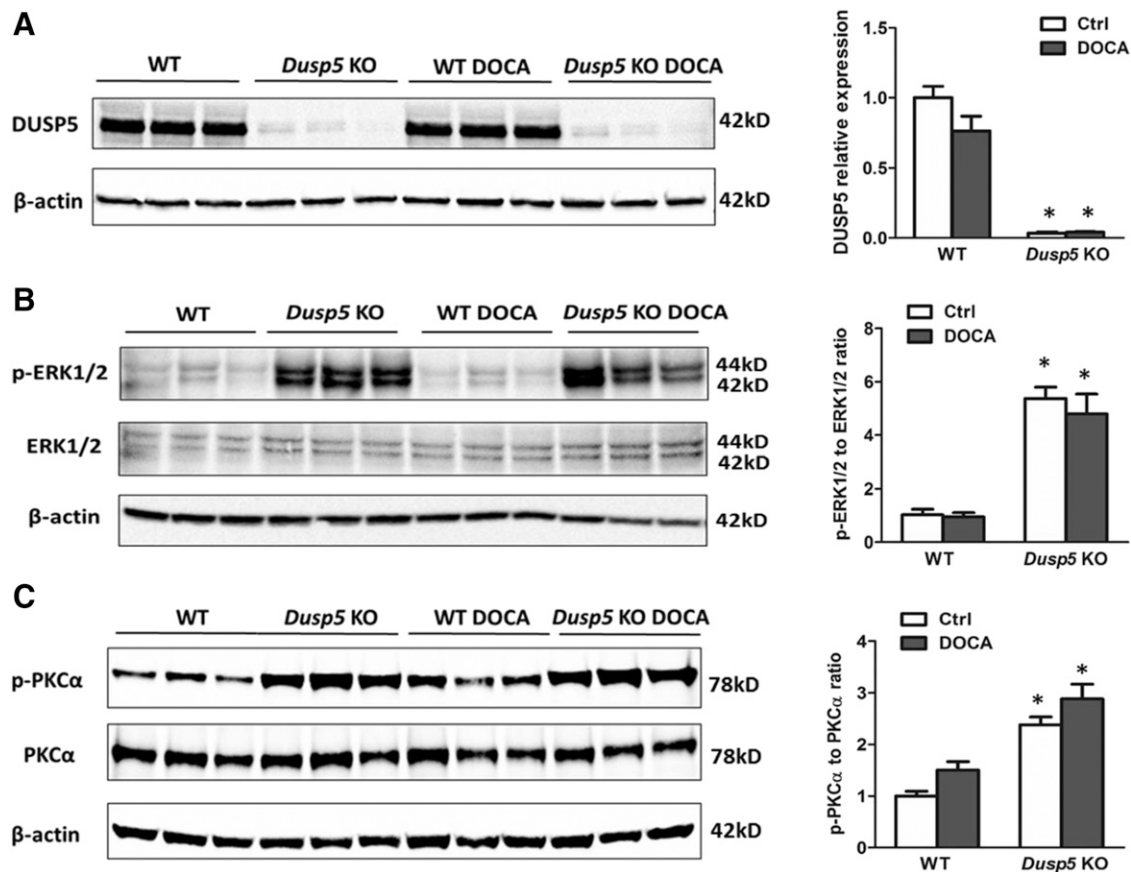 A
WT Dusp5 KO WT DOCA Dusp5 KO DOCA
DUSP5 42kD
β-actin 42kD
DUSP5 relative expression
1.5
1.0
0.5
0.0
Ctrl
DOCA
* *
WT Dusp5 KO
B
WT Dusp5 KO WT DOCA Dusp5 KO DOCA
p-ERK1/2 44kD
42kD
ERK1/2 44kD
42kD
β-actin 42kD
p-ERK1/2 to ERK1/2 ratio
Ctrl
DOCA
8
6
4
2
0
* *
WT Dusp5 KO
C
WT Dusp5 KO WT DOCA Dusp5 KO DOCA
p-PKCα 78kD
PKCα 78kD
β-actin 42kD
p-PKCα to PKCα ratio
Ctrl
DOCA
4
3
2
1
0
* *
WT Dusp5 KO